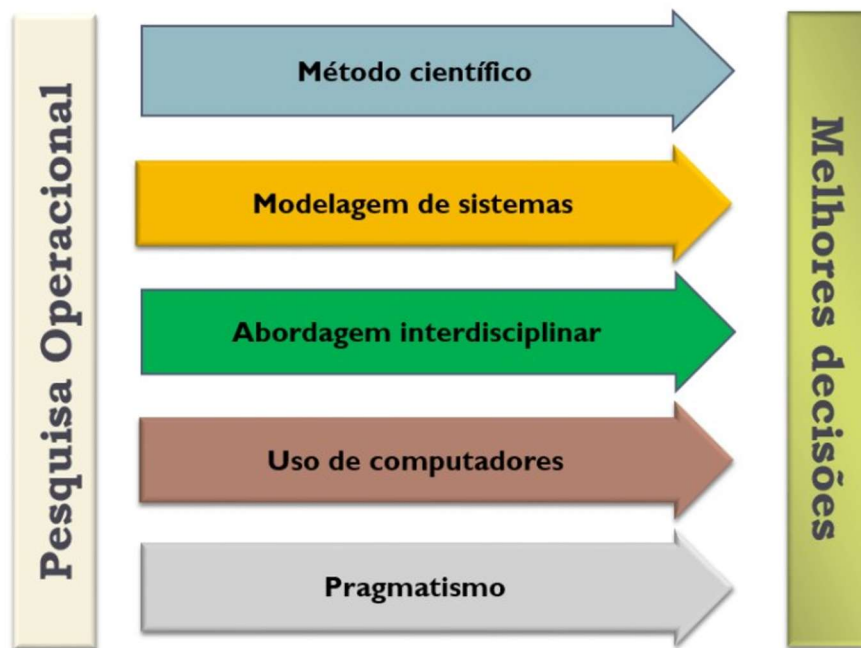 Pesquisa Operacional
Método científico
Modelagem de sistemas
Abordagem interdisciplinar
Uso de computadores
Pragmatismo
Melhores decisões